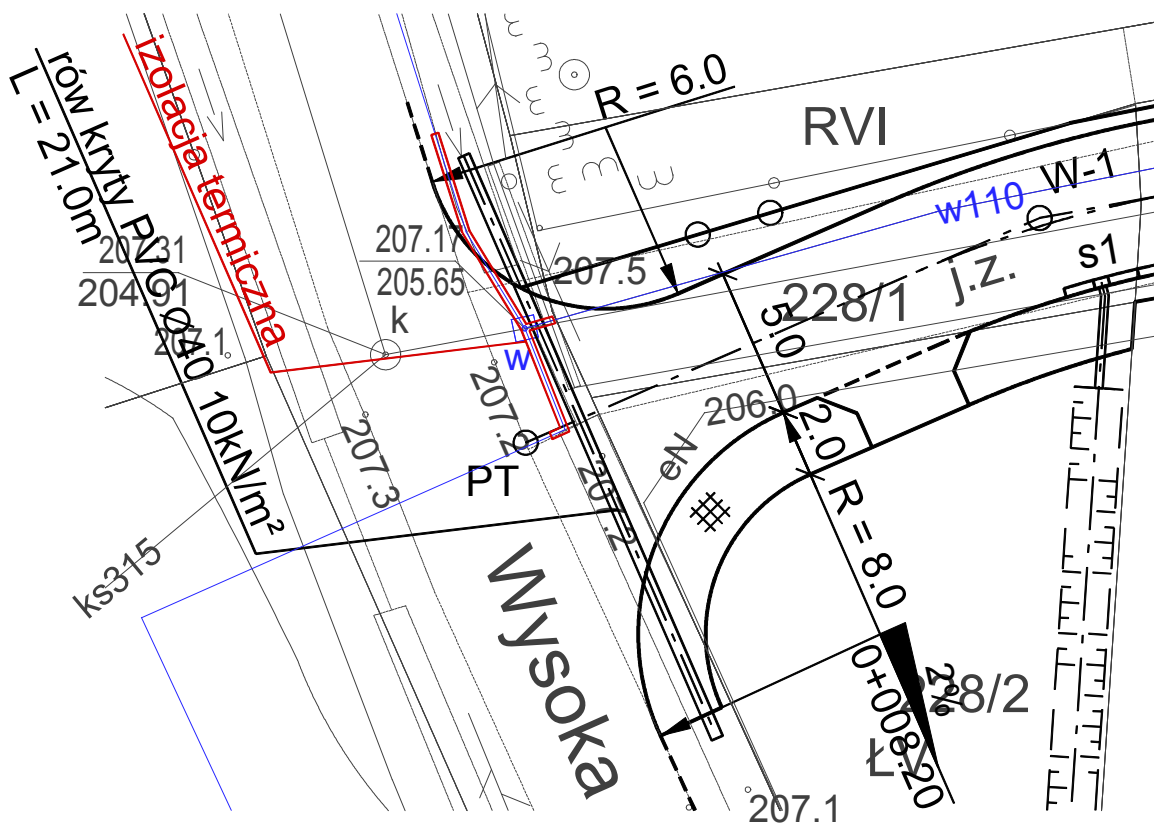 izolacja termiczna
rów kryty PVC Ø40 10kN/m²
L = 21.0m
R = 6.0
RVI
W-1
w110
s1
j.z.
228/1
207.17
205.65
207.5
207.31
204.91
207.1
k
w
5.0
206.0
2.0
eN
207.2
207.3
207.2
PT
ks315
R = 8.0
Wysoka
0+008.20
2%
228/2
207.1